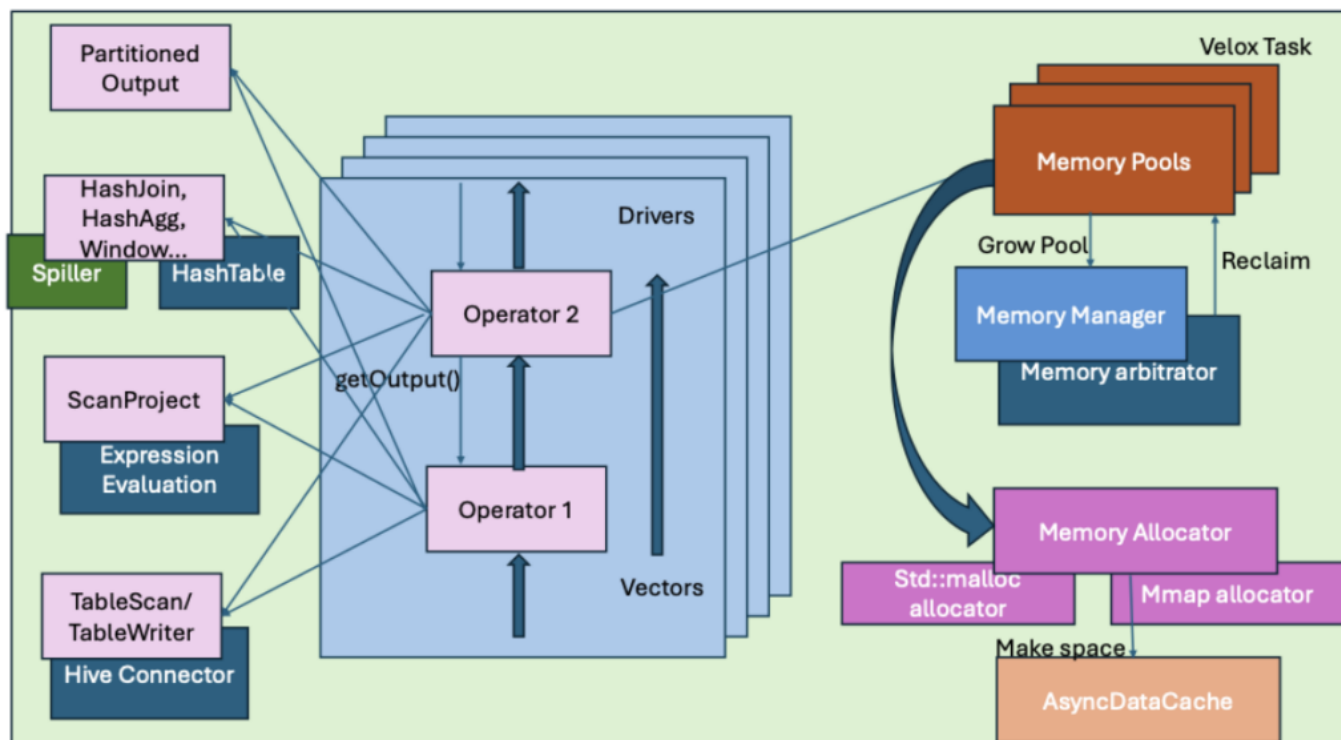 Partitioned
Output
HashJoin,
HashAgg,
Window...
Spiller
HashTable
ScanProject
Expression
Evaluation
TableScan/
TableWriter
Hive Connector
Drivers
Operator 2
getOutput()
Operator 1
Vectors
Velox Task
Memory Pools
Grow Pool
Reclaim
Memory Manager
Memory arbitrator
Memory Allocator
Std::malloc
allocator
Mmap allocator
Make space
AsyncDataCache